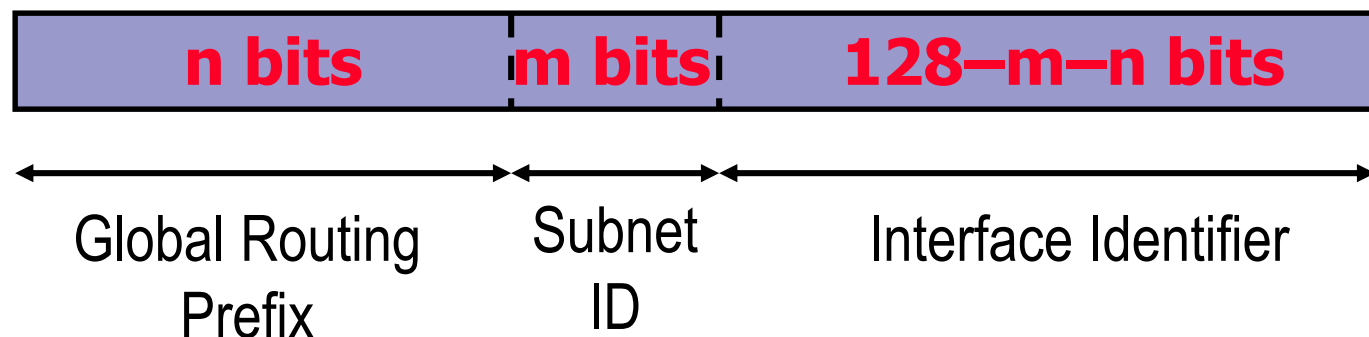 n bits m bits 128–m–n bits
Global Routing Prefix
Subnet ID
Interface Identifier